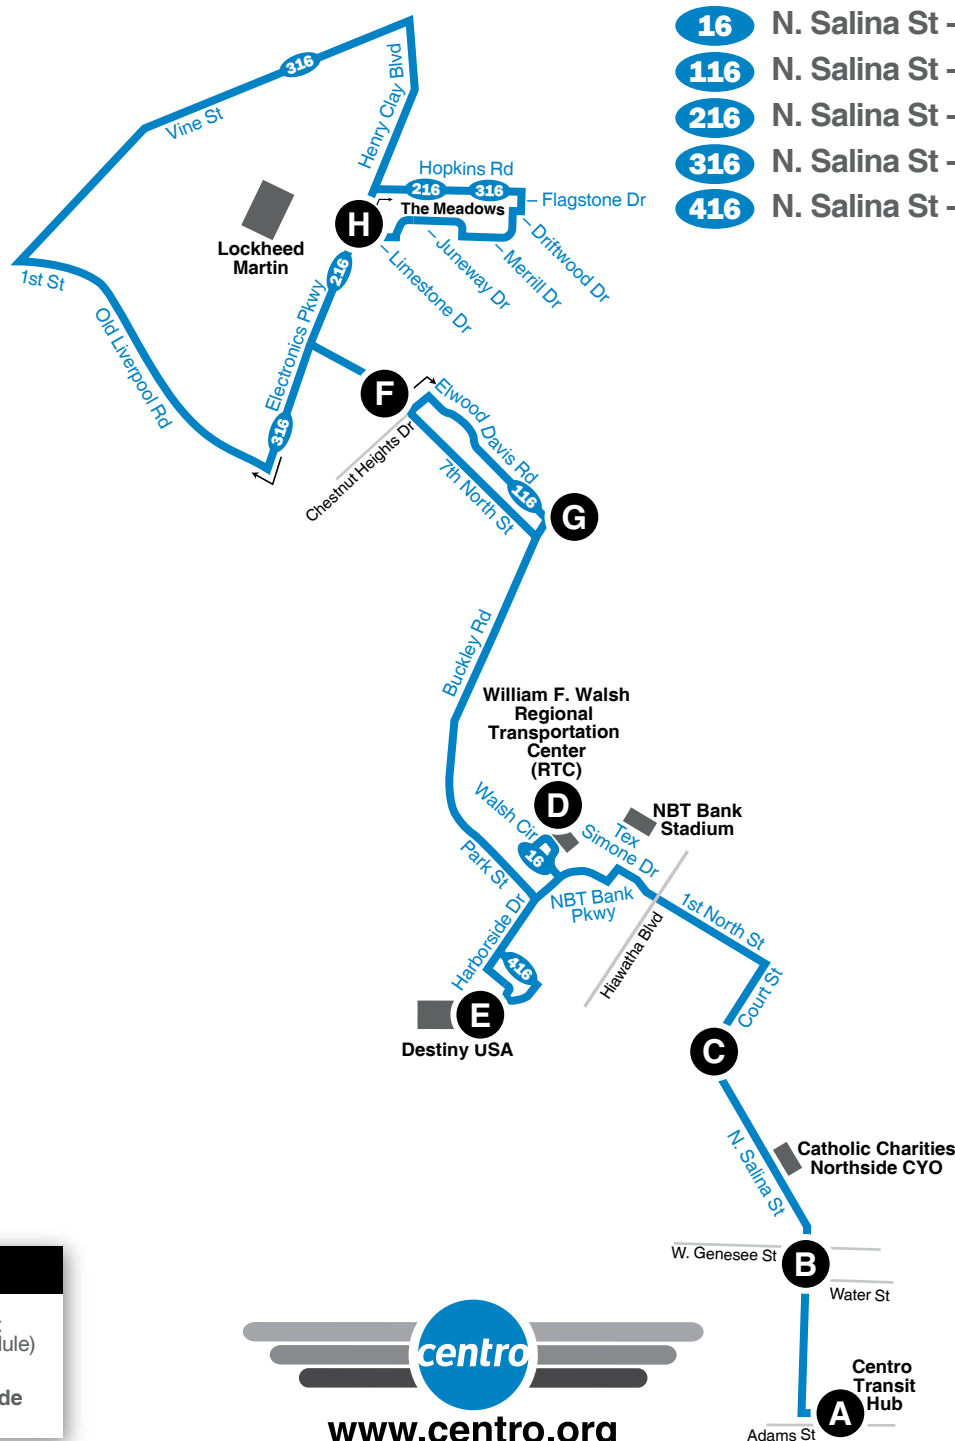 16 N. Salina St -
116 N. Salina St -
216 N. Salina St -
316 N. Salina St -
416 N. Salina St -
316
Vine St
Henry Clay Blvd
Hopkins Rd
216 316
Flagstone Dr
The Meadows
H
Lockheed
Martin
Limestone Dr
Juneway Dr
Merrill Dr
Driftwood Dr
1st St
Old Liverpool Rd
216
Electronics Pkwy
316
F
Elwood Davis Rd
Chestnut Heights Dr
7th North St
116
G
Buckley Rd
William F. Walsh
Regional
Transportation
Center
(RTC)
D
Walsh Cir
16
NBT Bank
Stadium
Tex
Simone Dr
Park St
NBT Bank
Pkwy
1st North St
Hiawatha Blvd
Harborside Dr
416
Court St
E
Destiny USA
C
N. Salina St
Catholic Charities
Northside CYO
W. Genesee St
B
Water St
Centro
Transit
Hub
A
Adams St
lule)
de
centro
www.centro.org